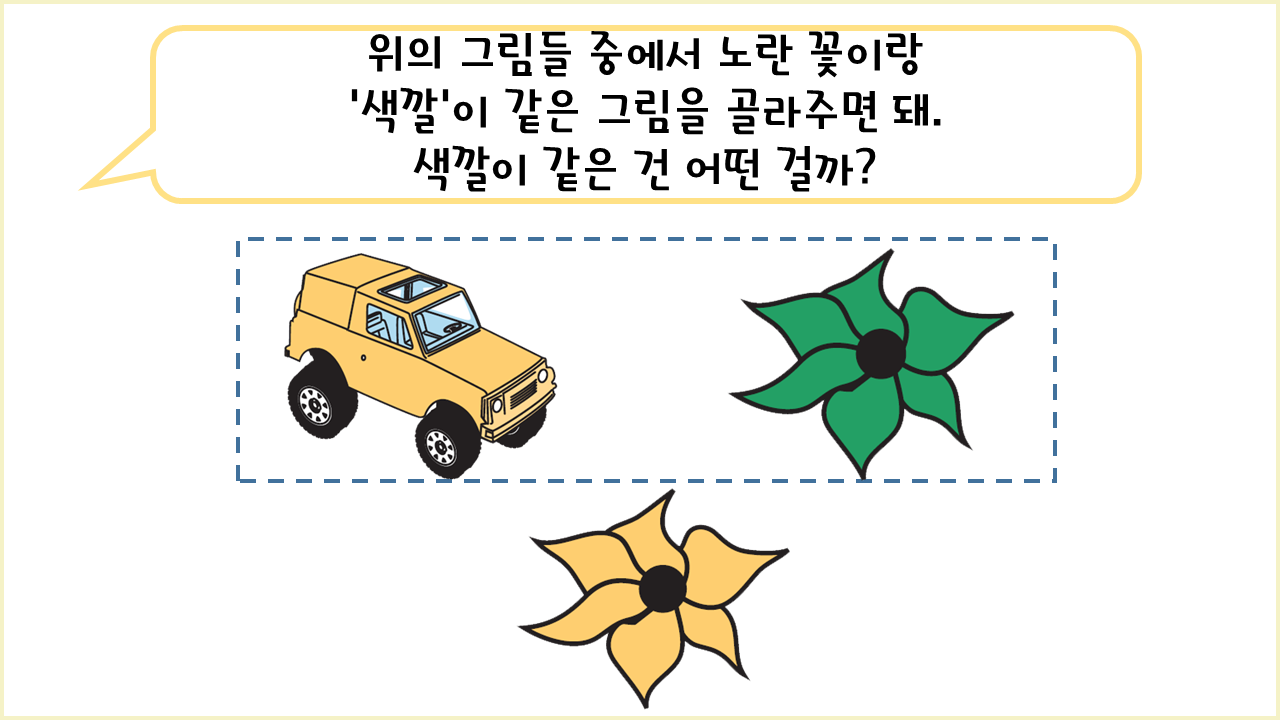 위의 그림들 중에서 노란 꽃이랑
'색깔'이 같은 그림을 골라주면 돼.
색깔이 같은 건 어떤 걸까?